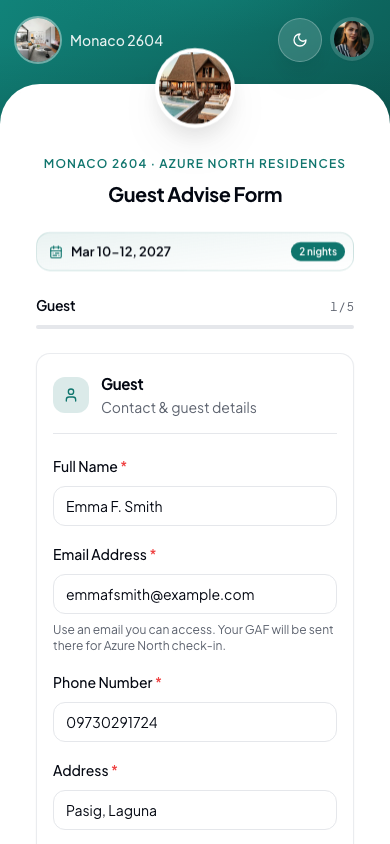 Monaco 2604
MONACO 2604 · AZURE NORTH RESIDENCES
Guest Advise Form
Mar 10–12, 2027
2 nights
Guest
1 / 5
Guest
Contact & guest details
Full Name *
Emma F. Smith
Email Address *
emmafsmith@example.com
Use an email you can access. Your GAF will be sent
there for Azure North check-in.
Phone Number *
09730291724
Address *
Pasig, Laguna